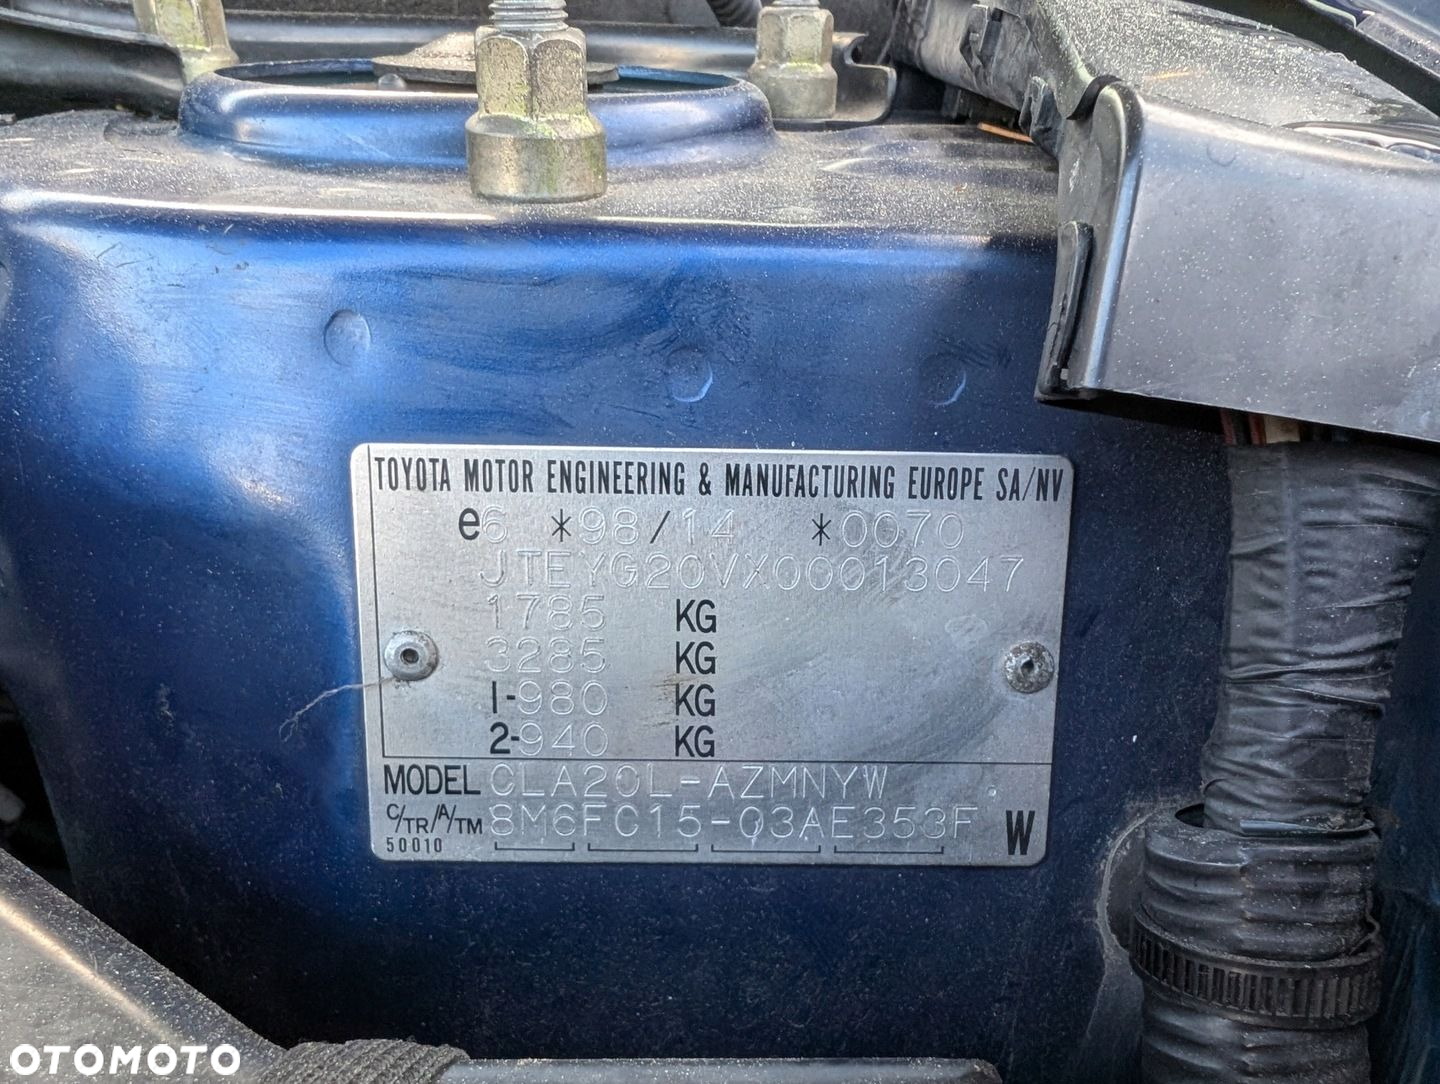 TOYOTA MOTOR ENGINEERING & MANUFACTURING EUROPE SA/NV
e6 *98/14 *0070
JTEYG20VX00013047
1785 KG
3285 KG
1-980 KG
2-940 KG
MODEL CLA20L-AZMNYW
C/TR/A/TM 8M6FC15-03AE353F W
50010
OTOMOTO